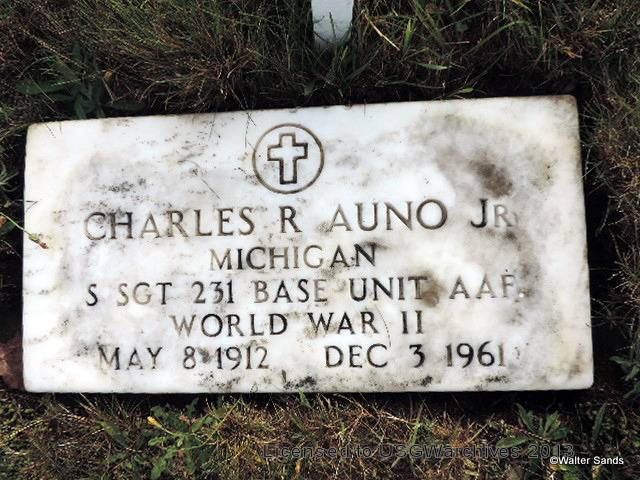 CHARLES R AUNO JR
MICHIGAN
S SGT 231 BASE UNIT AAF
WORLD WAR II
MAY 8 1912 DEC 3 1961
Licensed to USGWarchives 2013
©Walter Sands